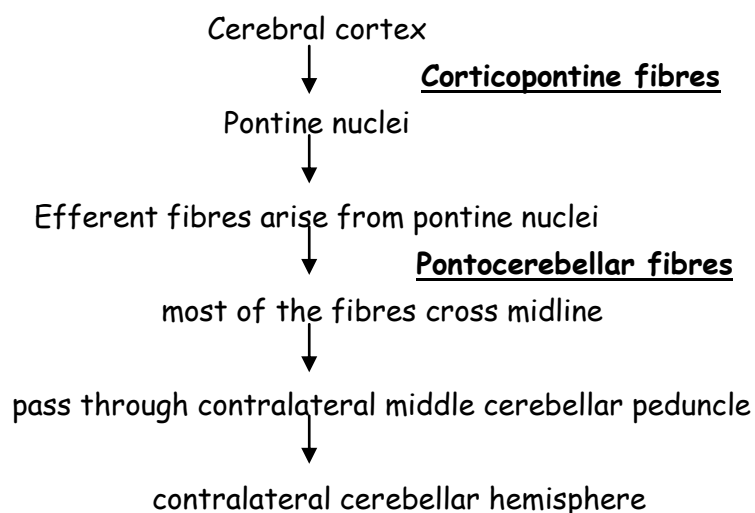 Cerebral cortex
Corticopontine fibres
Pontine nuclei
Efferent fibres arise from pontine nuclei
Pontocerebellar fibres
most of the fibres cross midline
pass through contralateral middle cerebellar peduncle
contralateral cerebellar hemisphere